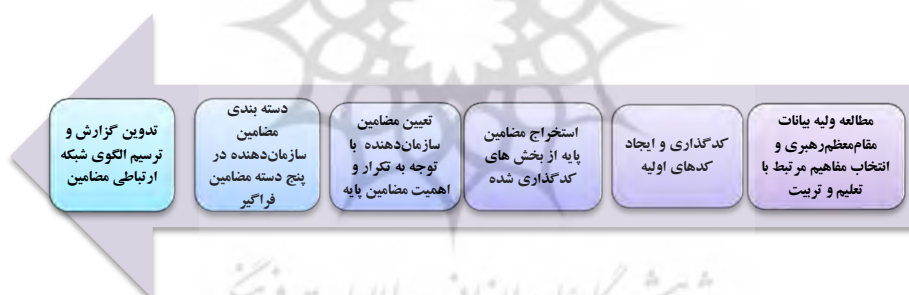 مطالعه ولیه بیانات
مقام‌معظم‌رهبری و
انتخاب مفاهیم مرتبط با
تعلیم و تربیت
کدگذاری و ایجاد
کدهای اولیه
استخراج مضامین
پایه از بخش های
کدگذاری شده
تعیین مضامین
سازمان‌دهنده با
توجه به تکرار و
اهمیت مضامین پایه
دسته بندی
مضامین
سازمان‌دهنده در
پنج دسته مضامین
فراگیر
تدوین گزارش و
ترسیم الگوی شبکه
ارتباطی مضامین